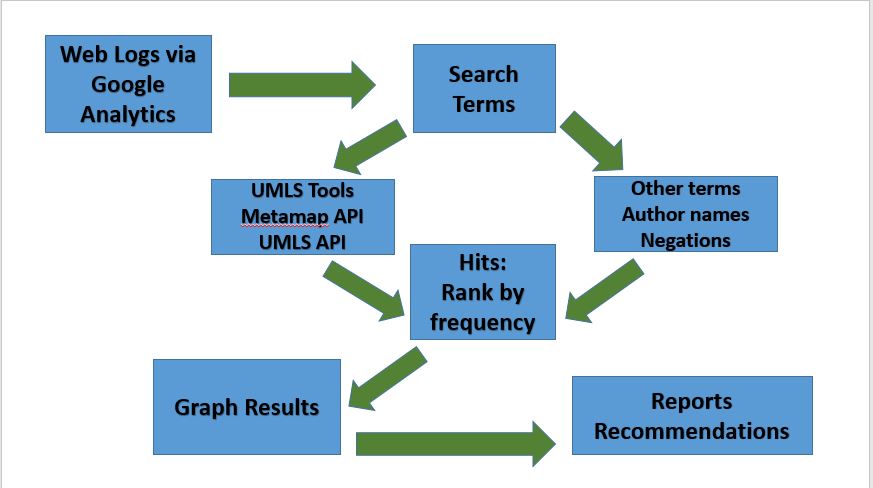 Web Logs via
Google
Analytics
Search
Terms
UMLS Tools
Metamap API
UMLS API
Other terms
Author names
Negations
Hits:
Rank by
frequency
Graph Results
Reports
Recommendations